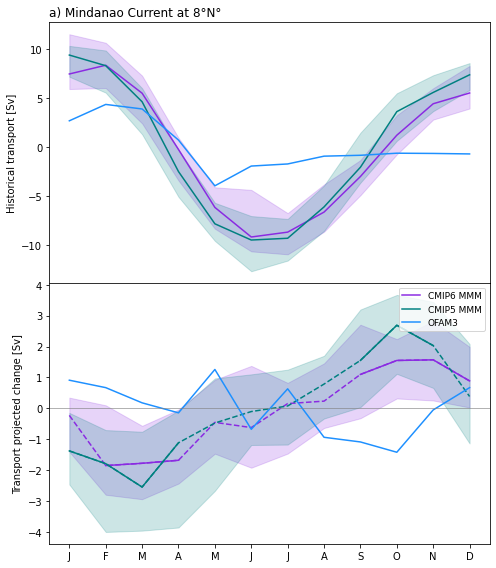 a) Mindanao Current at 8°N°
Historical transport [Sv]
10
5
0
−5
−10
Transport projected change [Sv]
4
3
2
1
0
−1
−2
−3
−4
CMIP6 MMM
CMIP5 MMM
OFAM3
J F M A M J J A S O N D